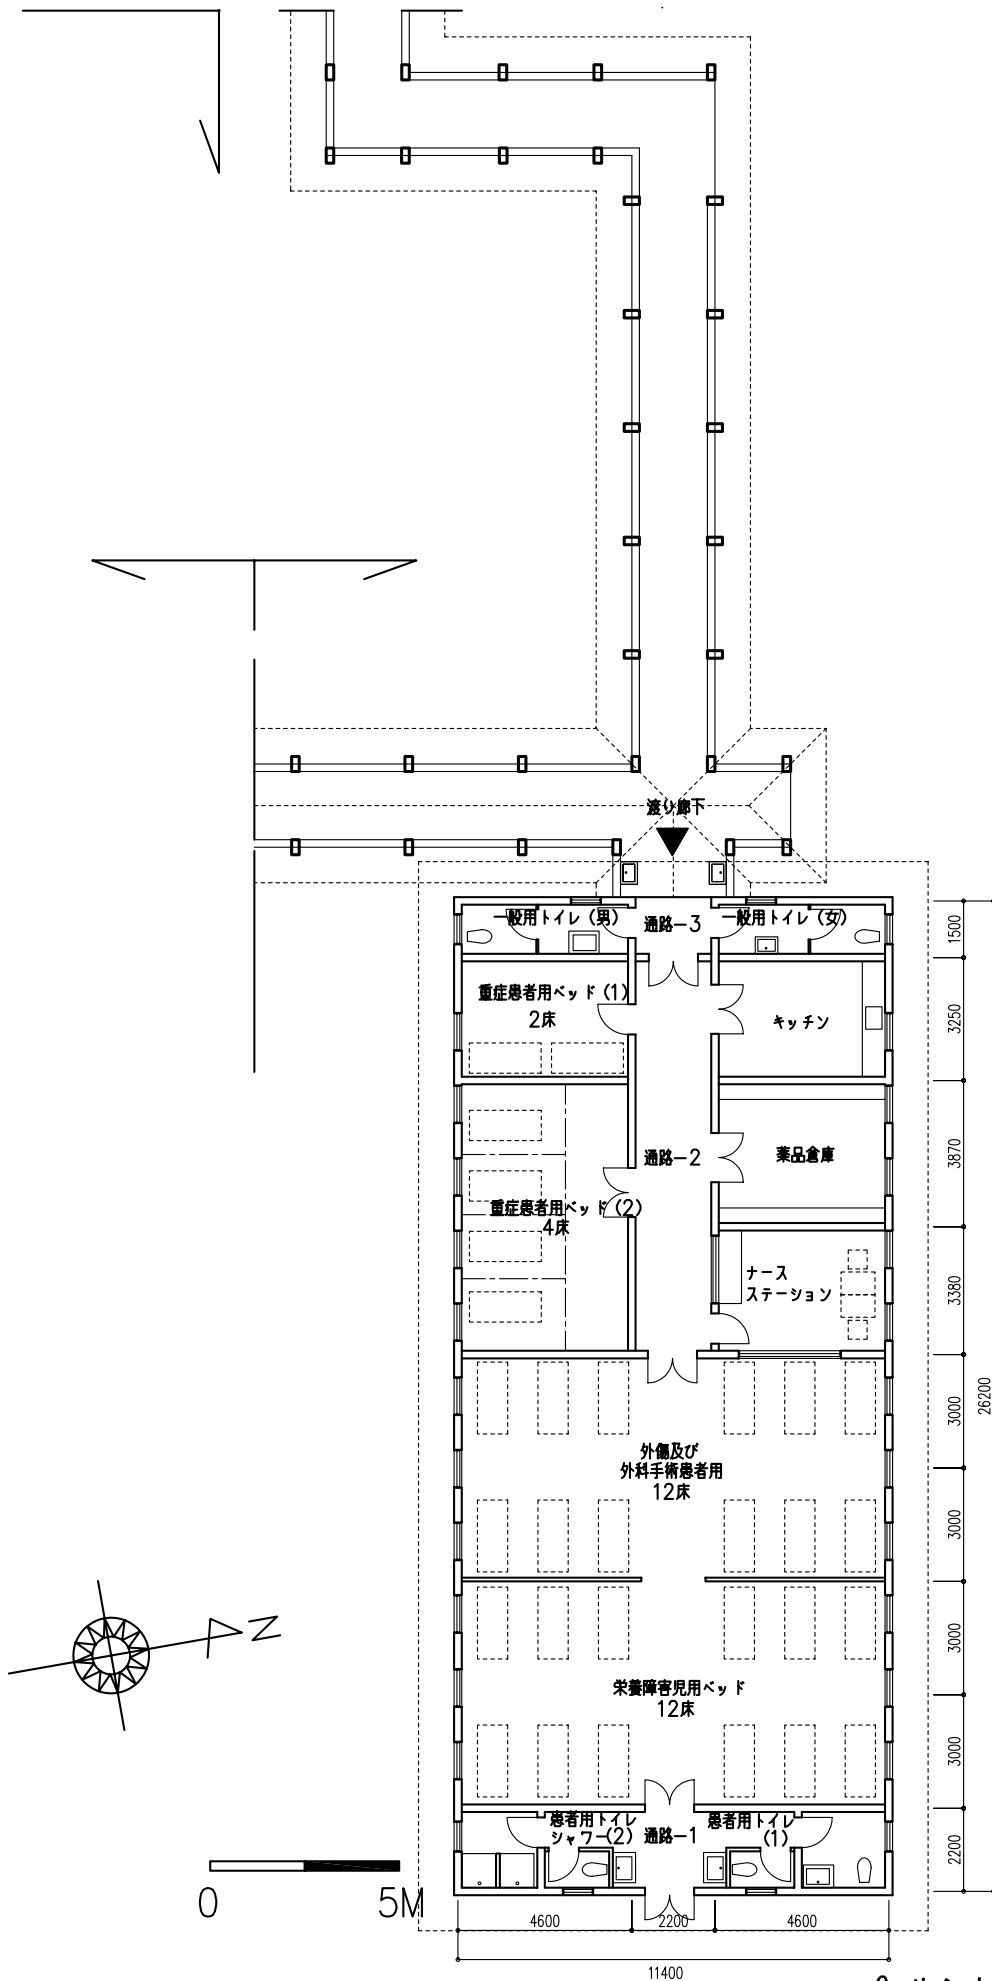 渡り廊下
一般用トイレ（男）
通路-3
一般用トイレ（女）
1500
重症患者用ベッド（1）
2床
キッチン
3250
通路-2
薬品倉庫
3870
重症患者用ベッド（2）
4床
ナース
ステーション
3380
外傷及び
外科手術患者用
12床
3000
26200
3000
N
栄養障害児用ベッド
12床
3000
3000
患者用トイレ
シャワー(2)
通路-1
患者用トイレ
(1)
2200
0
5M
4600
2200
4600
11400